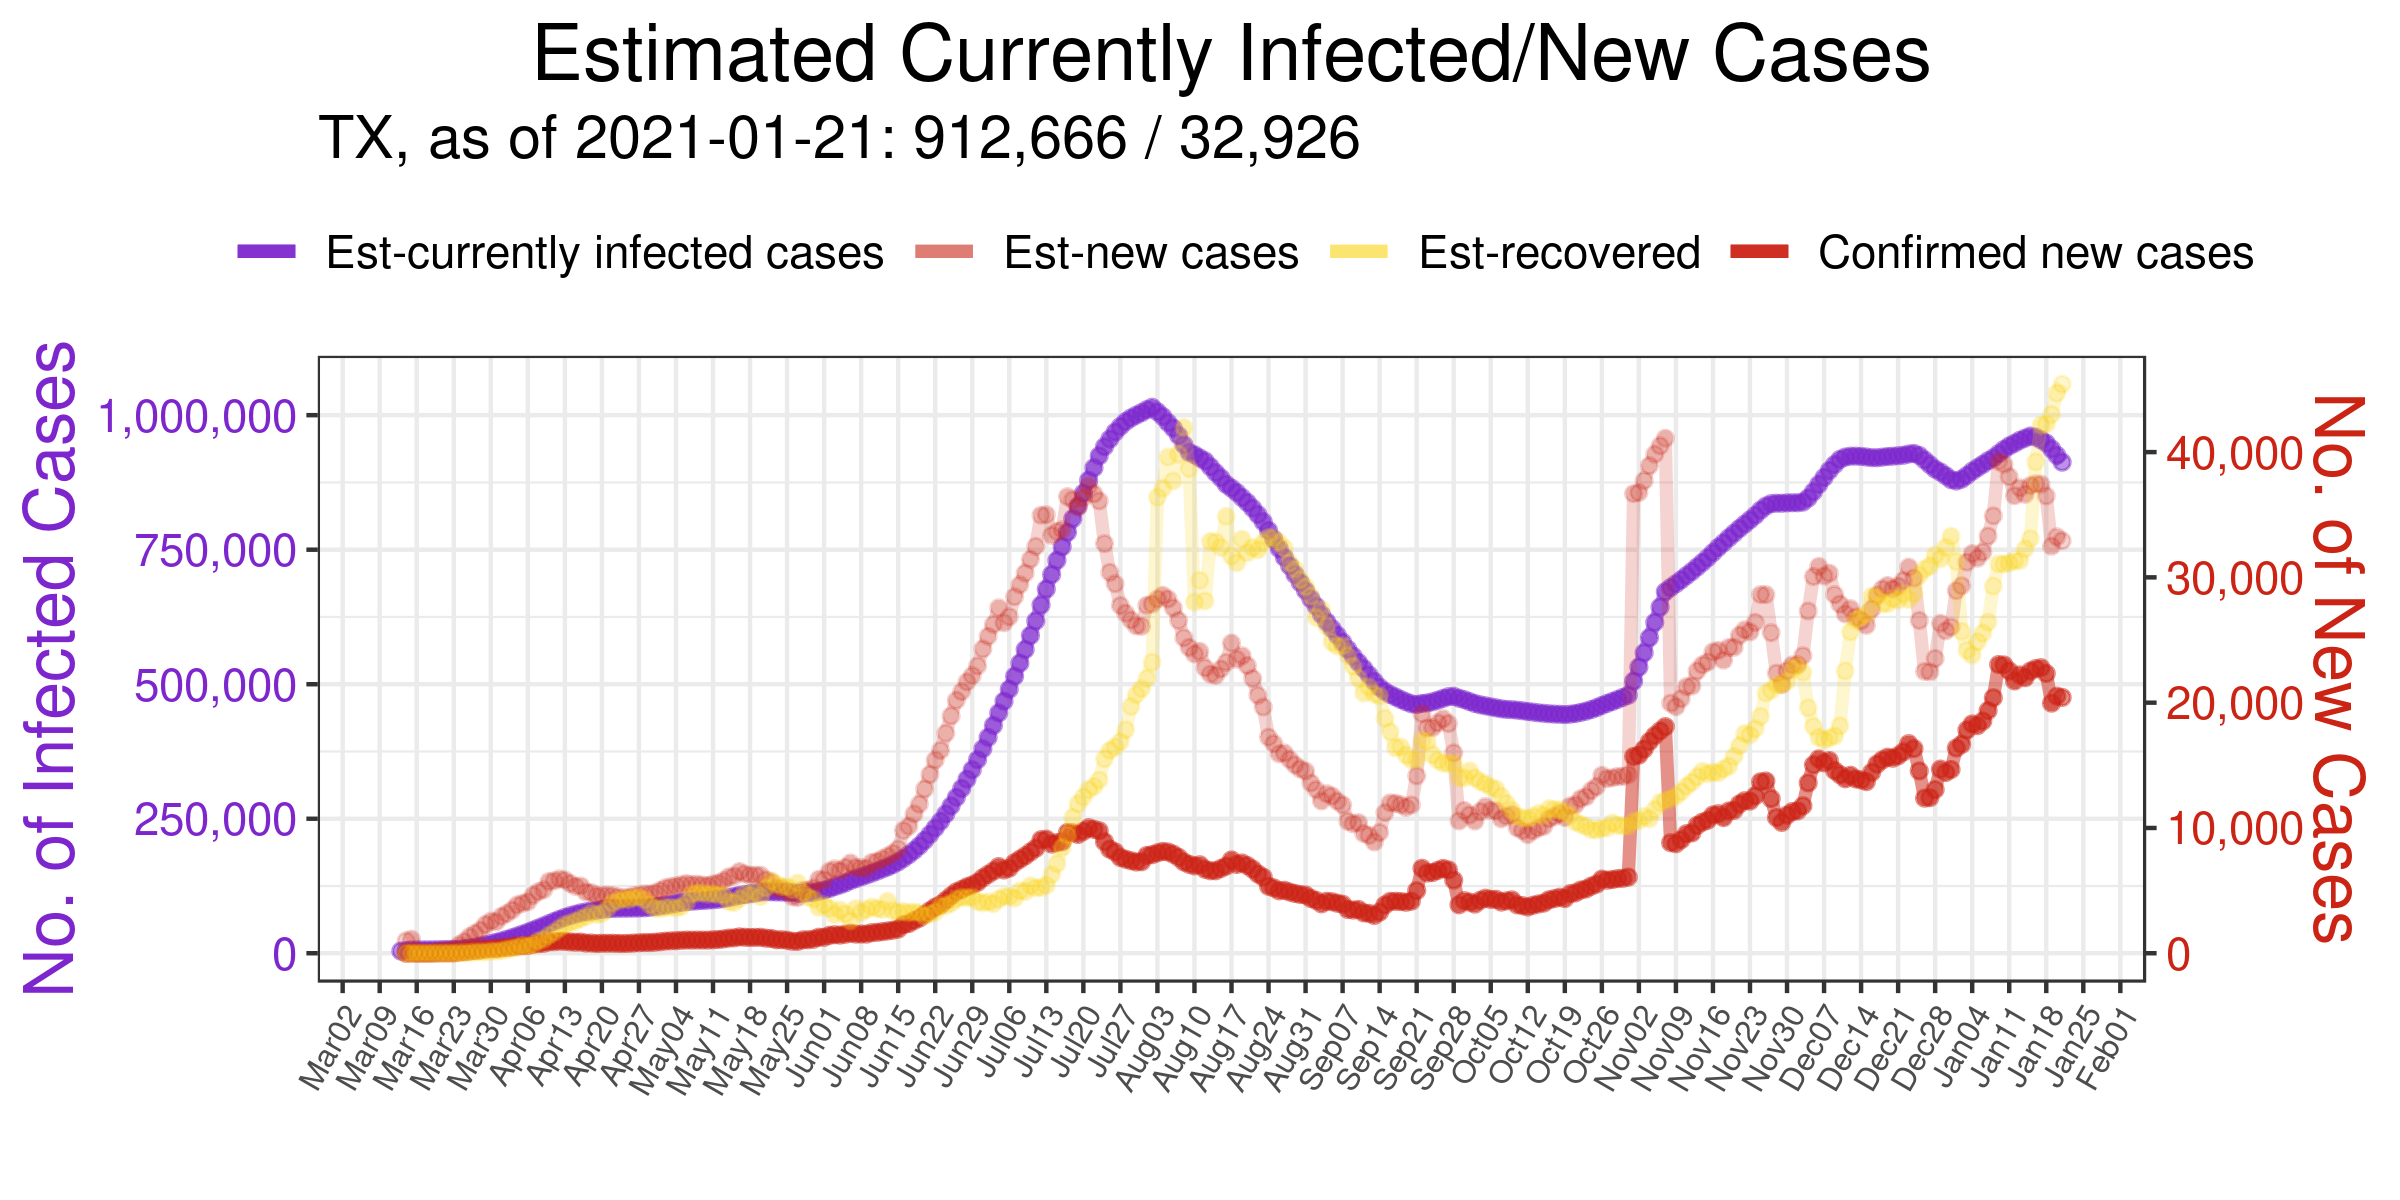 Estimated Currently Infected/New Cases
TX, as of 2021-01-21: 912,666 / 32,926
Est-currently infected cases Est-new cases Est-recovered Confirmed new cases
No. of Infected Cases
1,000,000
750,000
500,000
250,000
0
40,000
30,000
20,000
10,000
0
No. of New Cases
Mar02 Mar09 Mar16 Mar23 Mar30 Apr06 Apr13 Apr20 Apr27 May04 May11 May18 May25 Jun01 Jun08 Jun15 Jun22 Jun29 Jul06 Jul13 Jul20 Jul27 Aug03 Aug10 Aug17 Aug24 Aug31 Sep07 Sep14 Sep21 Sep28 Oct05 Oct12 Oct19 Oct26 Nov02 Nov09 Nov16 Nov23 Nov30 Dec07 Dec14 Dec21 Dec28 Jan04 Jan11 Jan18 Jan25 Feb01